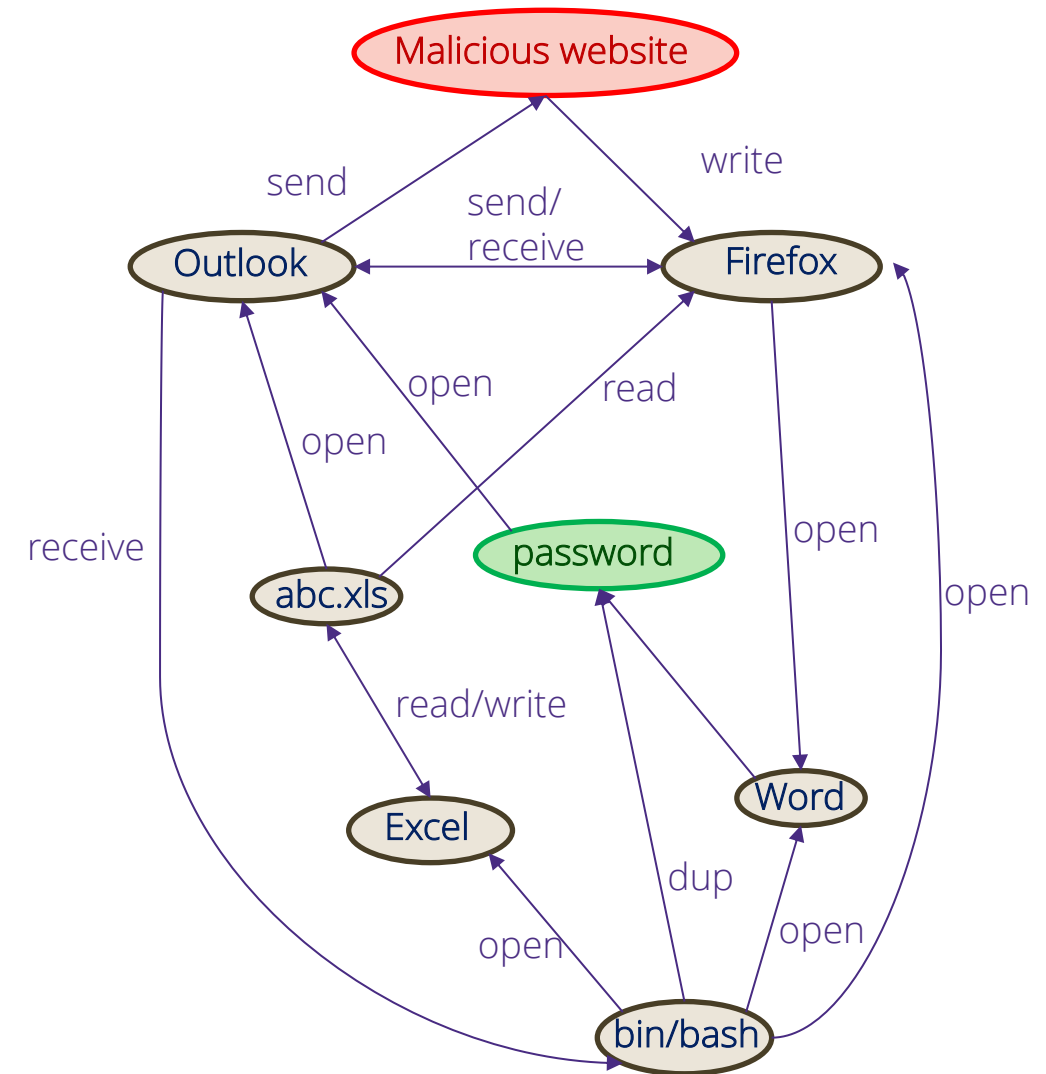 Malicious website
write
send
send/
receive
Outlook
Firefox
open
read
open
open
receive
password
open
abc.xls
read/write
Word
Excel
dup
open
open
bin/bash